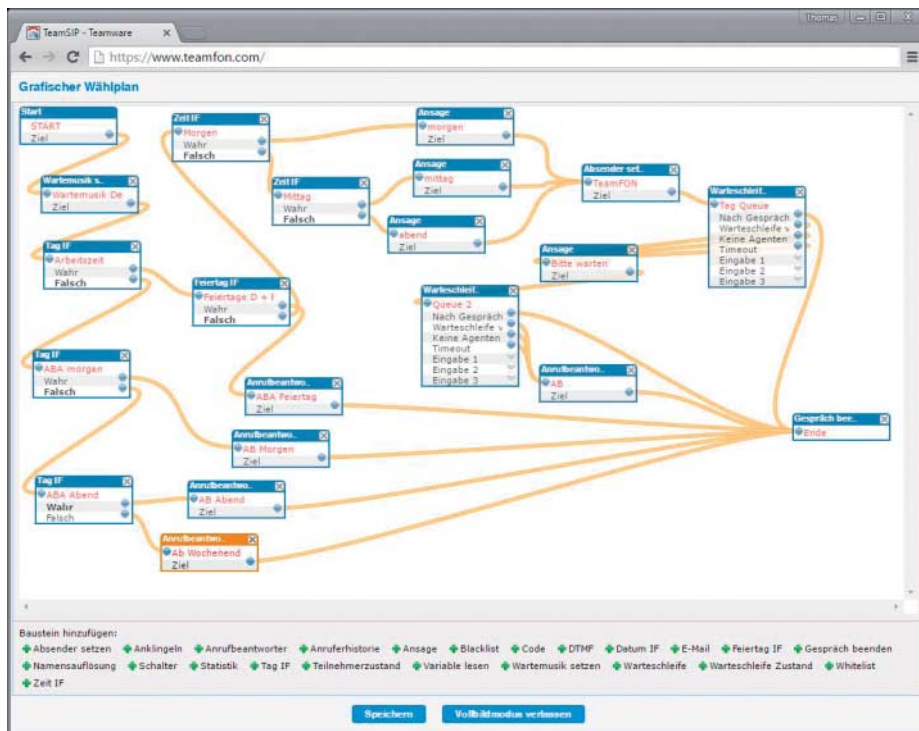 Thomas
TeamSIP - Teamware
https://www.teamfon.com/
Grafischer Wählplan
Start
START
Ziel
Wartemusik s..
Wartemusik De
Ziel
Tag IF
Arbeitszeit
Wahr
Falsch
Tag IF
ABA morgen
Wahr
Falsch
Tag IF
ABA Abend
Wahr
Falsch
Zeit IF
Morgen
Wahr
Falsch
Zeit IF
Mittag
Wahr
Falsch
Feiertag IF
Feiertage D + I
Wahr
Falsch
Ansage
morgen
Ziel
Ansage
mittag
Ziel
Ansage
abend
Ziel
Absender set..
TeamFON
Ziel
Warteschleif..
Tag Queue
Nach Gespräch
Warteschleife v
Keine Agenten
Timeout
Eingabe 1
Eingabe 2
Eingabe 3
Ansage
Bitte warten
Ziel
Warteschleif..
Queue 2
Nach Gespräch
Warteschleife v
Keine Agenten
Timeout
Eingabe 1
Eingabe 2
Eingabe 3
Anrufbeantwo..
AB
Ziel
Anrufbeantwo..
ABA Feiertag
Ziel
Anrufbeantwo..
AB Morgen
Ziel
Anrufbeantwo..
AB Abend
Ziel
Anrufbeantwo..
Ab Wochehend
Ziel
Gespräch bee..
Ende
Baustein hinzufügen:
Absender setzen Anklingeln Anrufbeantworter Anruferhistorie Ansage Blacklist Code DTMF Datum IF E-Mail Feiertag IF Gespräch beenden
Namensauflösung Schalter Statistik Tag IF Teilnehmerzustand Variable lesen Wartemusik setzen Warteschleife Warteschleife Zustand Whitelist
Zeit IF
Speichern Vollbildmodus verlassen